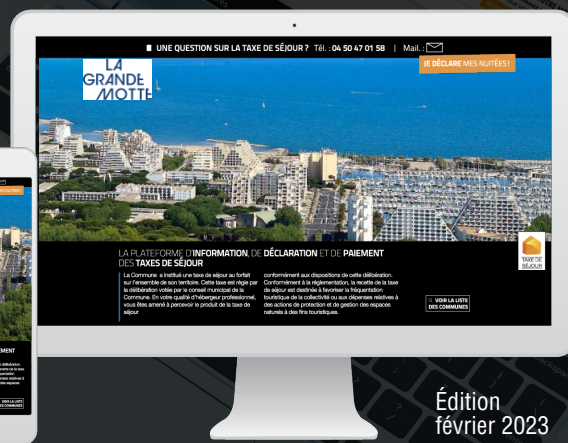 UNE QUESTION SUR LA TAXE DE SÉJOUR ? Tél. : 04 50 47 01 58 | Mail. :
JE DÉCLARE MES NUITÉES !
LA
GRANDE
MOTTE
LA PLATEFORME D'INFORMATION, DE DÉCLARATION ET DE PAIEMENT
DES TAXES DE SÉJOUR
La Commune a institué une taxe de séjour au forfait
sur l'ensemble de son territoire. Cette taxe est régie par
la délibération votée par le conseil municipal de la
Commune. En votre qualité d'hébergeur professionnel,
vous êtes amené à percevoir le produit de la taxe de
séjour
conformément aux dispositions de cette délibération.
Conformément à la réglementation, la recette de la taxe
de séjour est destinée à favoriser la fréquentation
touristique de la collectivité ou aux dépenses relatives à
des actions de protection et de gestion des espaces
naturels à des fins touristiques.
TAXE DE
SÉJOUR
VOIR LA LISTE
DES COMMUNES
EMENT
VOIR LA LISTE
DES COMMUNES
Édition
février 2023